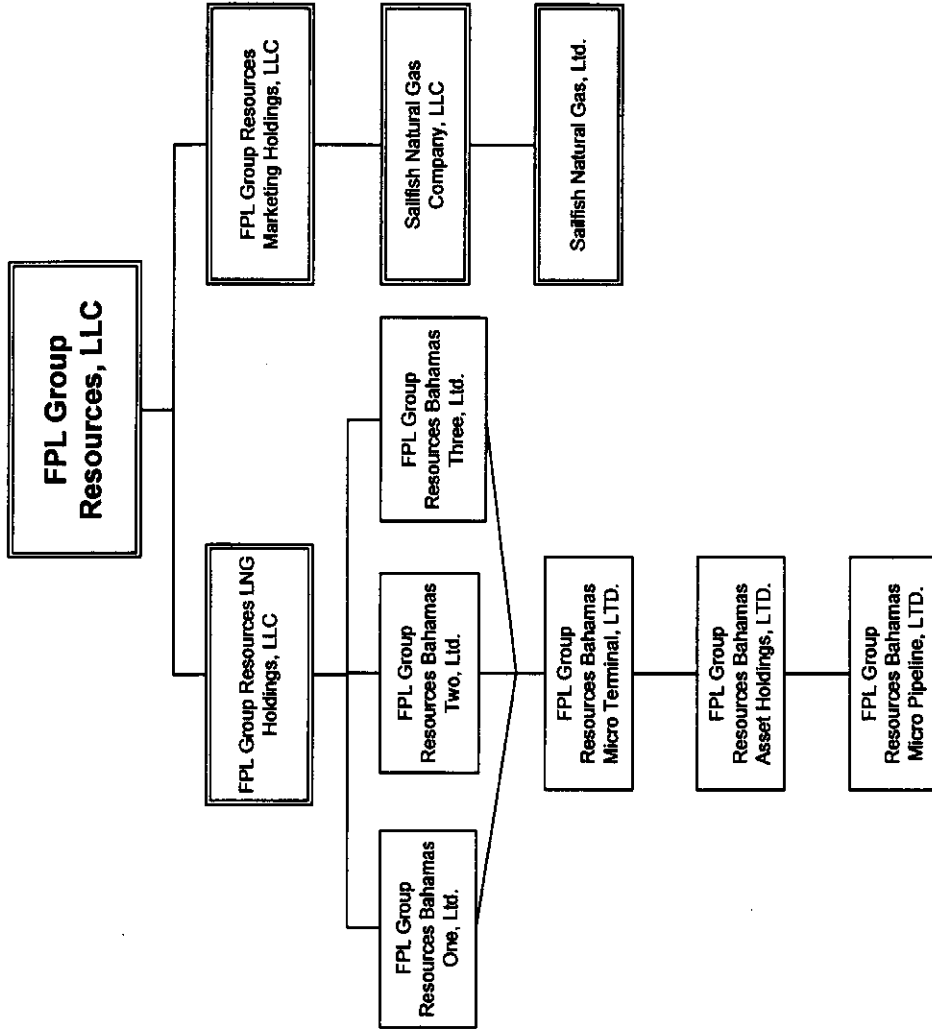 FPL Group
Resources, LLC
FPL Group Resources LNG
Holdings, LLC
FPL Group Resources
Marketing Holdings, LLC
FPL Group
Resources Bahamas
One, Ltd.
FPL Group
Resources Bahamas
Two, Ltd.
FPL Group
Resources Bahamas
Three, Ltd.
Sailfish Natural Gas
Company, LLC
FPL Group
Resources Bahamas
Micro Terminal, LTD.
Sailfish Natural Gas, Ltd.
FPL Group
Resources Bahamas
Asset Holdings, LTD.
FPL Group
Resources Bahamas
Micro Pipeline, LTD.